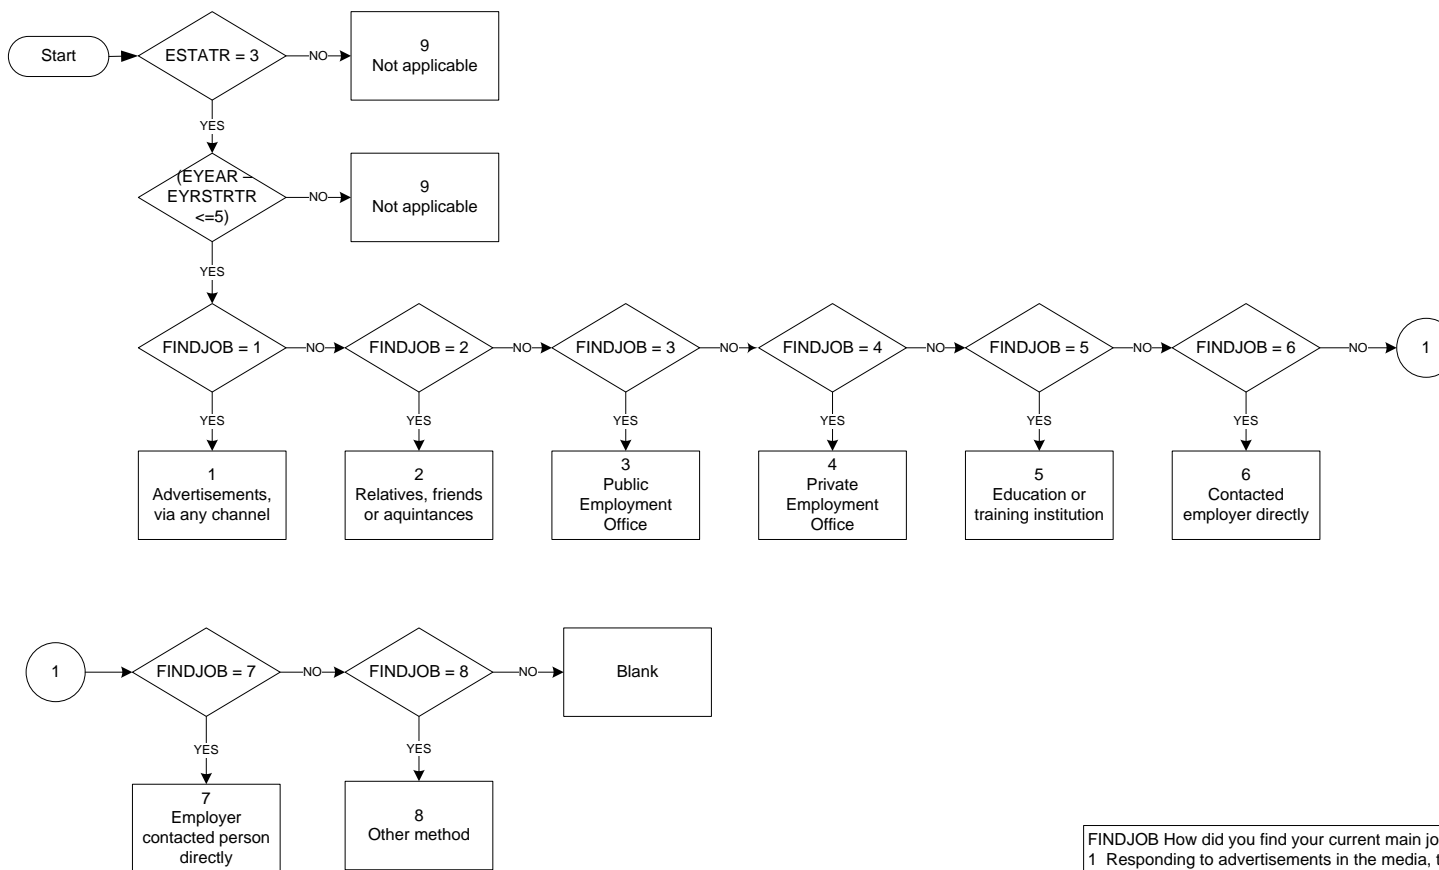 Start
ESTATR = 3
NO
9
Not applicable
YES
(EYEAR –
EYRSTRTR
<=5)
NO
9
Not applicable
YES
FINDJOB = 1
NO
FINDJOB = 2
NO
FINDJOB = 3
NO
FINDJOB = 4
NO
FINDJOB = 5
NO
FINDJOB = 6
NO
1
YES
YES
YES
YES
YES
YES
1
Advertisements,
via any channel
2
Relatives, friends
or aquintances
3
Public
Employment
Office
4
Private
Employment
Office
5
Education or
training institution
6
Contacted
employer directly
1
FINDJOB = 7
NO
FINDJOB = 8
NO
Blank
YES
YES
7
Employer
contacted person
directly
8
Other method
FINDJOB How did you find your current main jo
1 Responding to advertisements in the media, t